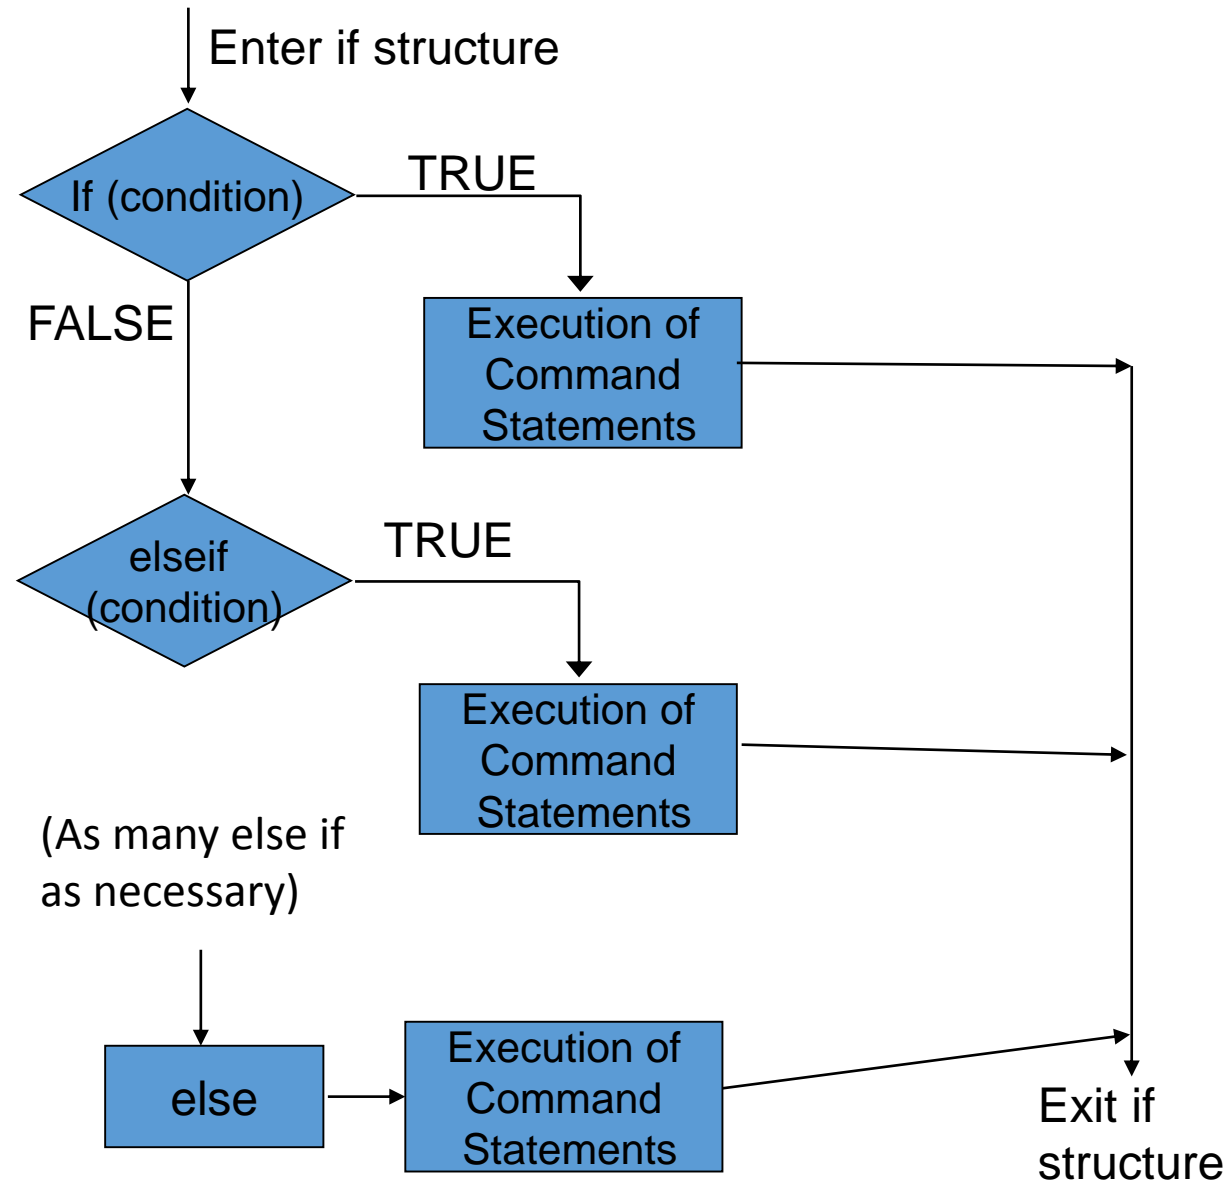 Enter if structure
If (condition)
TRUE
FALSE
Execution of
Command
Statements
elseif
(condition)
TRUE
Execution of
Command
Statements
(As many else if
as necessary)
else
Execution of
Command
Statements
Exit if
structure